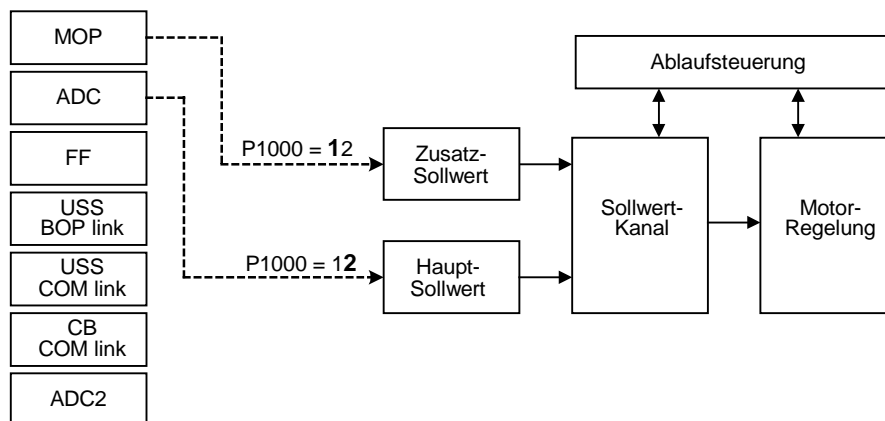 MOP
ADC
FF
USS
BOP link
USS
COM link
CB
COM link
ADC2
P1000 = 12
P1000 = 12
Zusatz-
Sollwert
Haupt-
Sollwert
Ablaufsteuerung
Sollwert-
Kanal
Motor-
Regelung